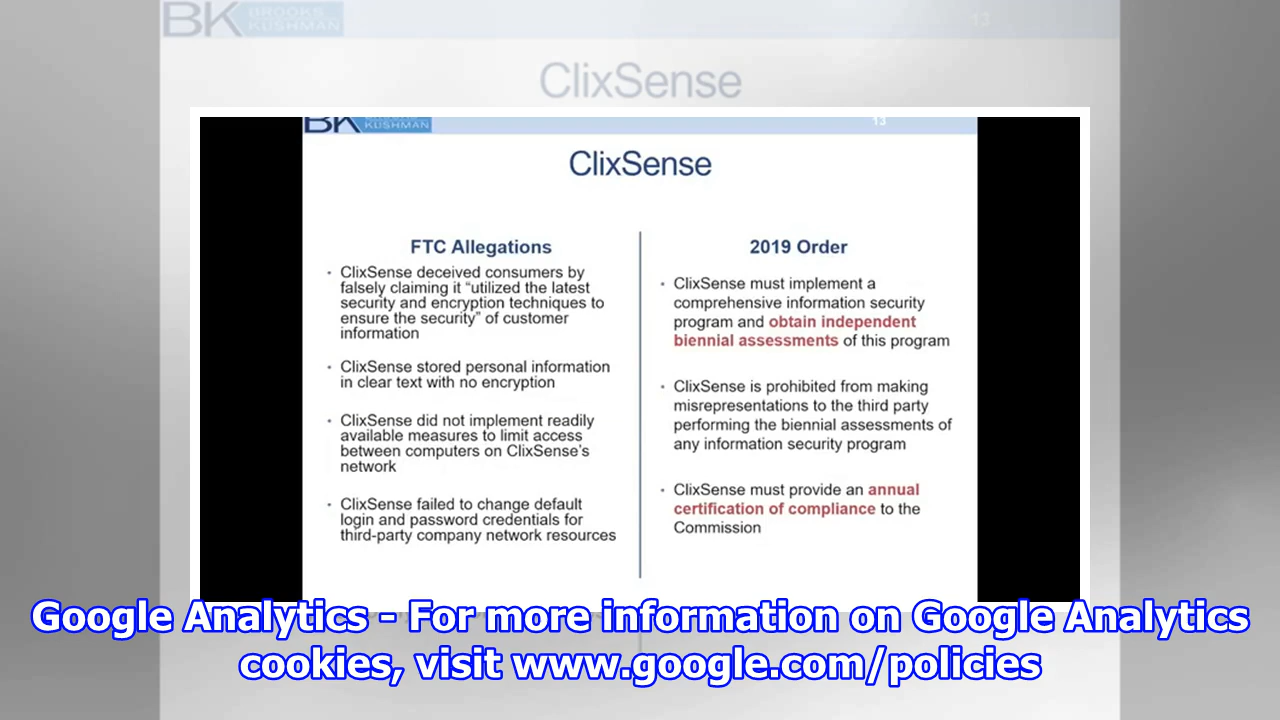 BK BROOKS
KUSHMAN
13
ClixSense
BK
KUSHMAN
13
ClixSense
FTC Allegations
• ClixSense deceived consumers by
falsely claiming it “utilized the latest
security and encryption techniques to
ensure the security” of customer
information
• ClixSense stored personal information
in clear text with no encryption
• ClixSense did not implement readily
available measures to limit access
between computers on ClixSense’s
network
• ClixSense failed to change default
login and password credentials for
third-party company network resources
2019 Order
• ClixSense must implement a
comprehensive information security
program and obtain independent
biennial assessments of this program
• ClixSense is prohibited from making
misrepresentations to the third party
performing the biennial assessments of
any information security program
• ClixSense must provide an annual
certification of compliance to the
Commission
Google Analytics - For more information on Google Analytics
cookies, visit www.google.com/policies